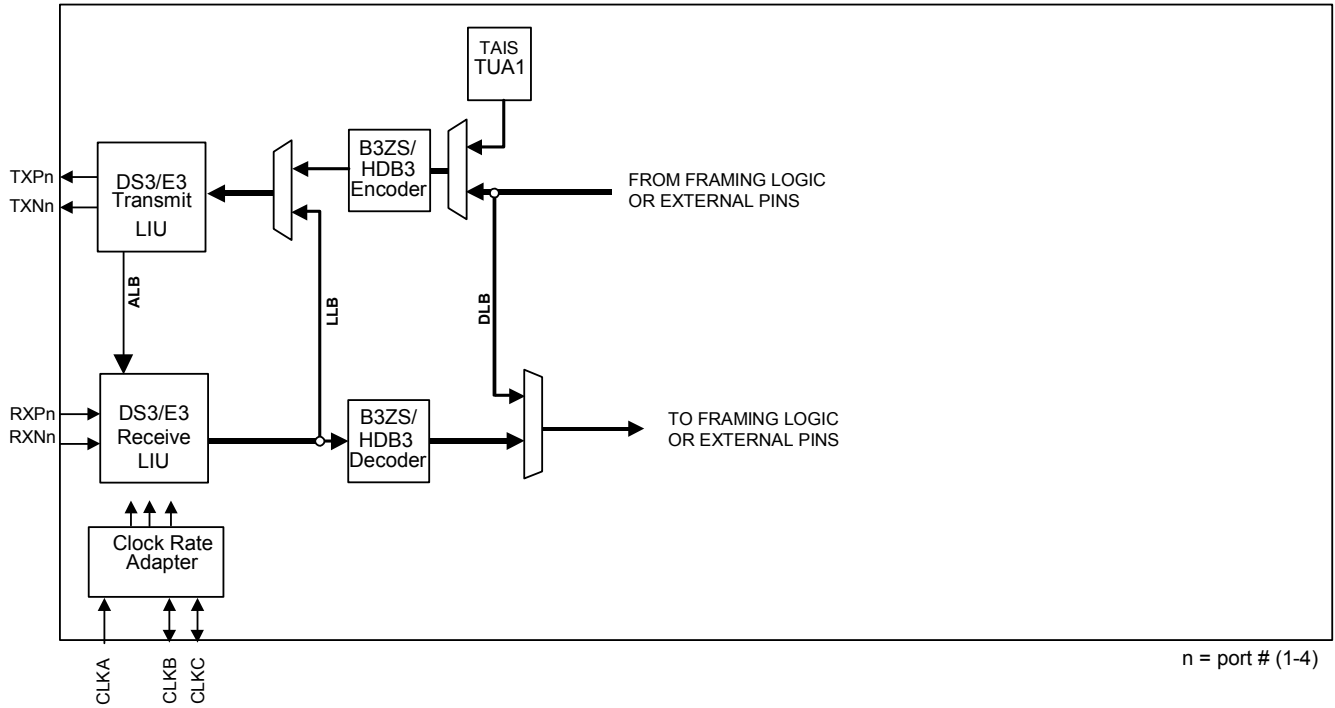 TAIS
TUA1
B3ZS/
HDB3
Encoder
DS3/E3
Transmit
LIU
TXPn
TXNn
FROM FRAMING LOGIC
OR EXTERNAL PINS
ALB
LLB
DLB
RXPn
RXNn
DS3/E3
Receive
LIU
B3ZS/
HDB3
Decoder
TO FRAMING LOGIC
OR EXTERNAL PINS
Clock Rate
Adapter
CLKA
CLKB
CLKC
n = port # (1-4)